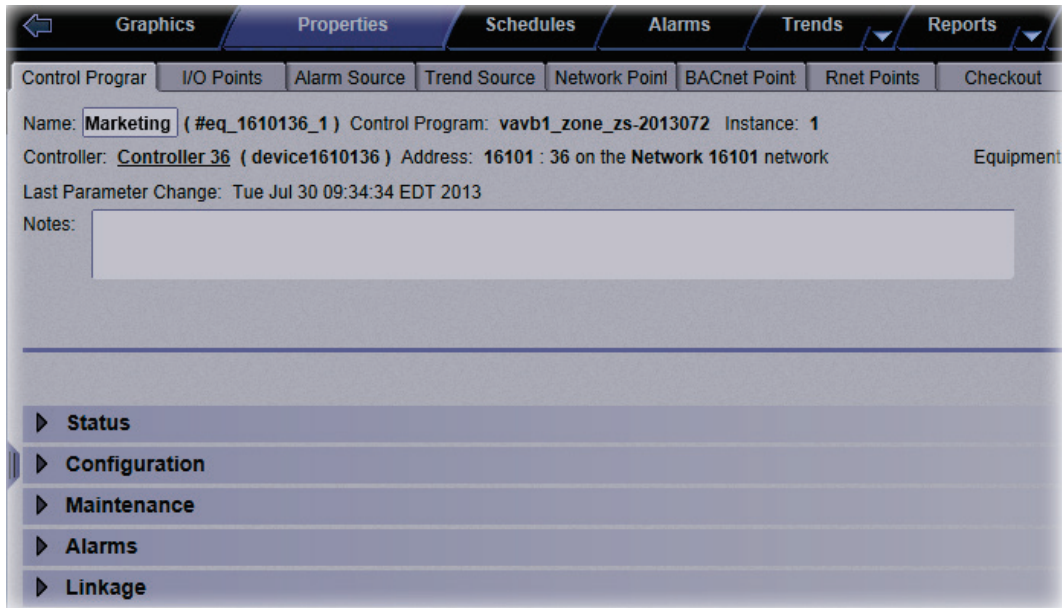 Graphics Properties Schedules Alarms Trends Reports
Control Prograr I/O Points Alarm Source Trend Source Network Point BACnet Point Rnet Points Checkout
Name: Marketing ( #eq_1610136_1 ) Control Program: vavb1_zone_zs-2013072 Instance: 1
Controller: Controller 36 ( device1610136 ) Address: 16101 : 36 on the Network 16101 network Equipment
Last Parameter Change: Tue Jul 30 09:34:34 EDT 2013
Notes:
Status
Configuration
Maintenance
Alarms
Linkage